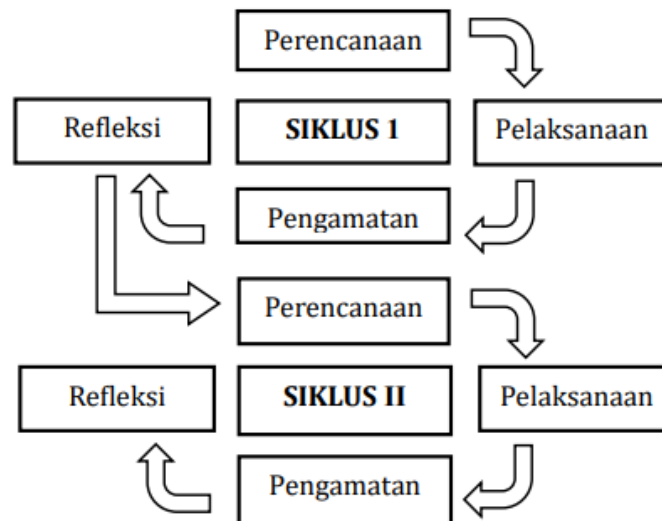 Perencanaan
Refleksi
SIKLUS 1
Pelaksanaan
Pengamatan
Perencanaan
Refleksi
SIKLUS II
Pelaksanaan
Pengamatan